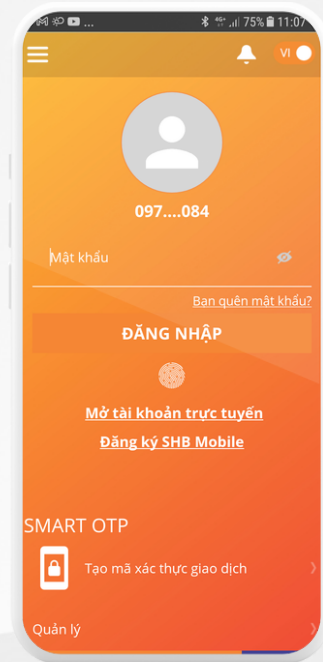 ... 46+ 75% 11:07
VI
097....084
Mật khẩu
Bạn quên mật khẩu?
ĐĂNG NHẬP
Mở tài khoản trực tuyến
Đăng ký SHB Mobile
SMART OTP
Tạo mã xác thực giao dịch
Quản lý